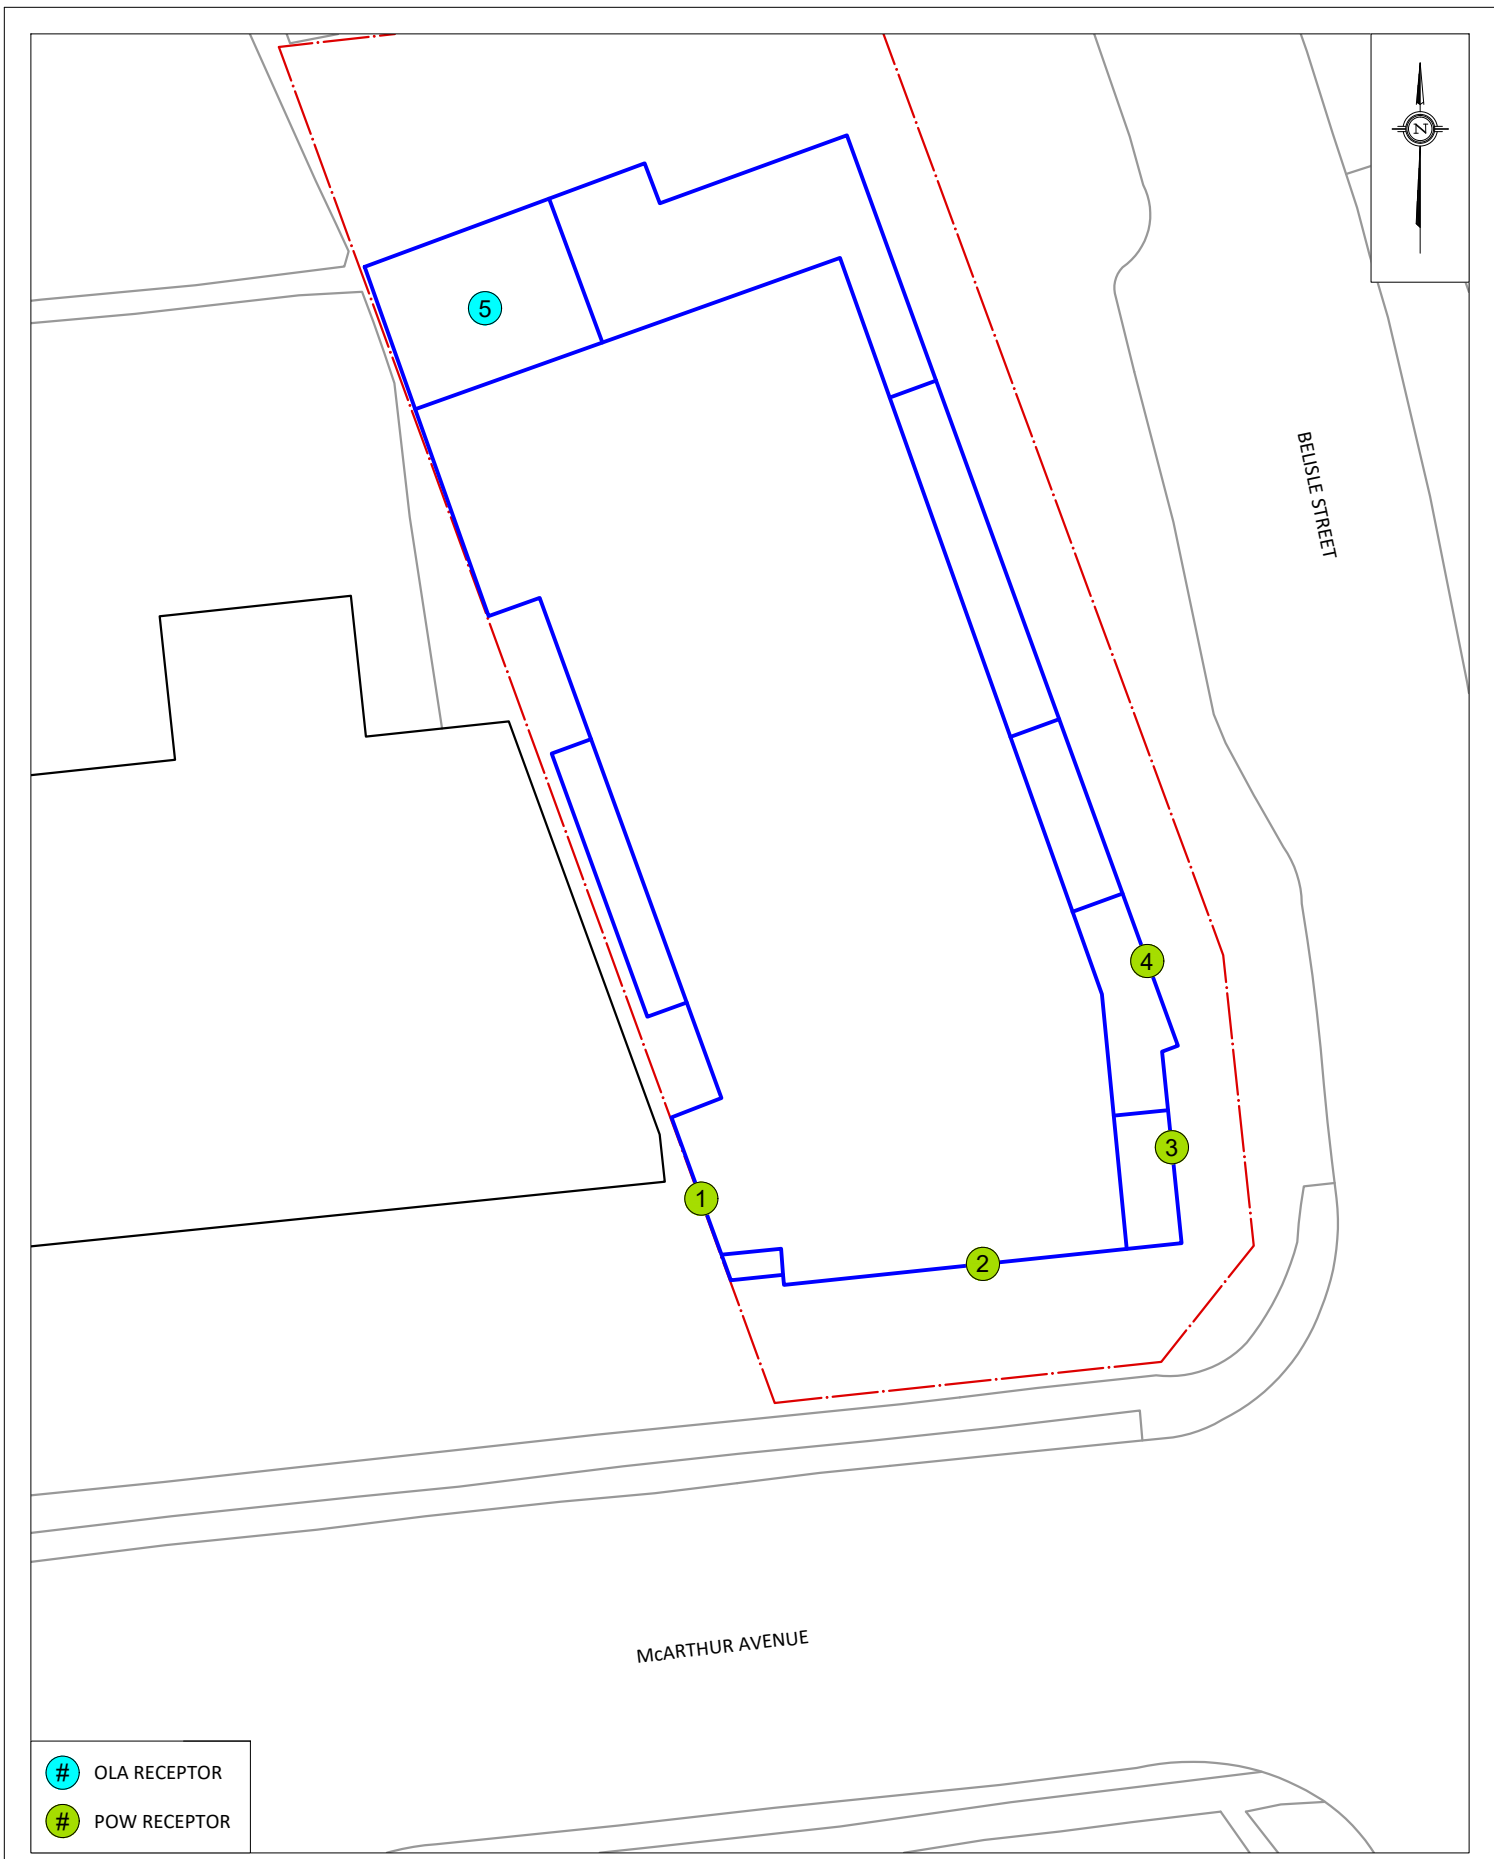 N
5
BELISLE STREET
4
3
1
2
McARTHUR AVENUE
# OLA RECEPTOR
# POW RECEPTOR